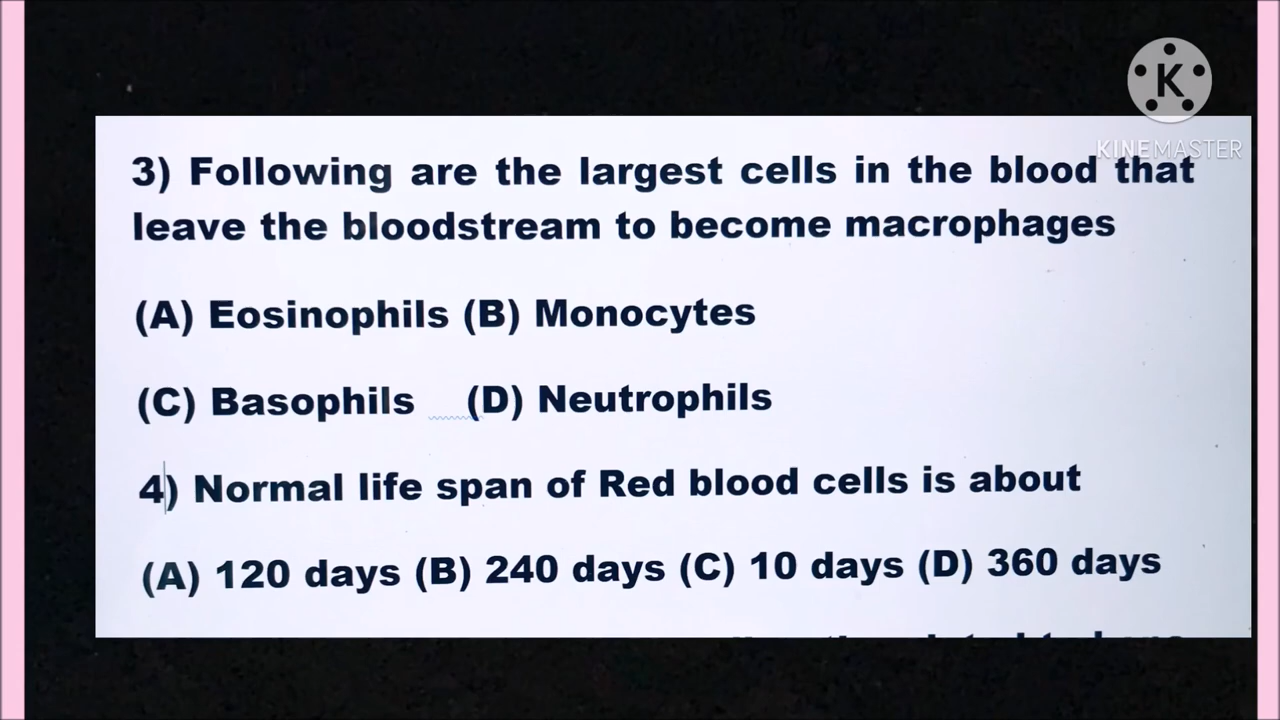 K
KINEMASTER
3) Following are the largest cells in the blood that
leave the bloodstream to become macrophages
(A) Eosinophils (B) Monocytes
(C) Basophils (D) Neutrophils
4) Normal life span of Red blood cells is about
(A) 120 days (B) 240 days (C) 10 days (D) 360 days